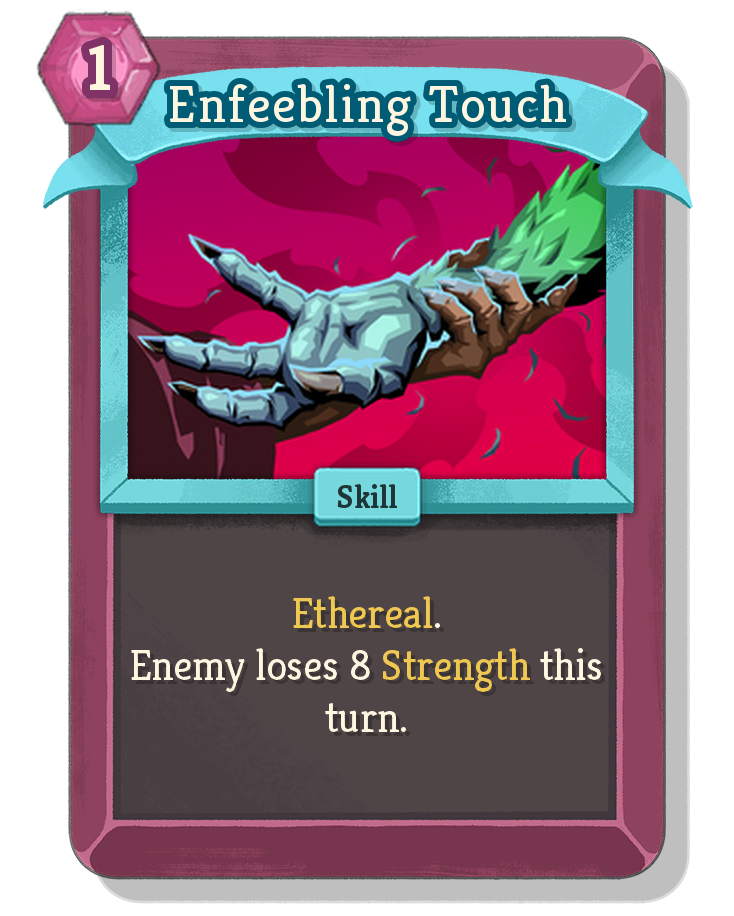 1
Enfeebling Touch
Skill
Ethereal.
Enemy loses 8 Strength this
turn.